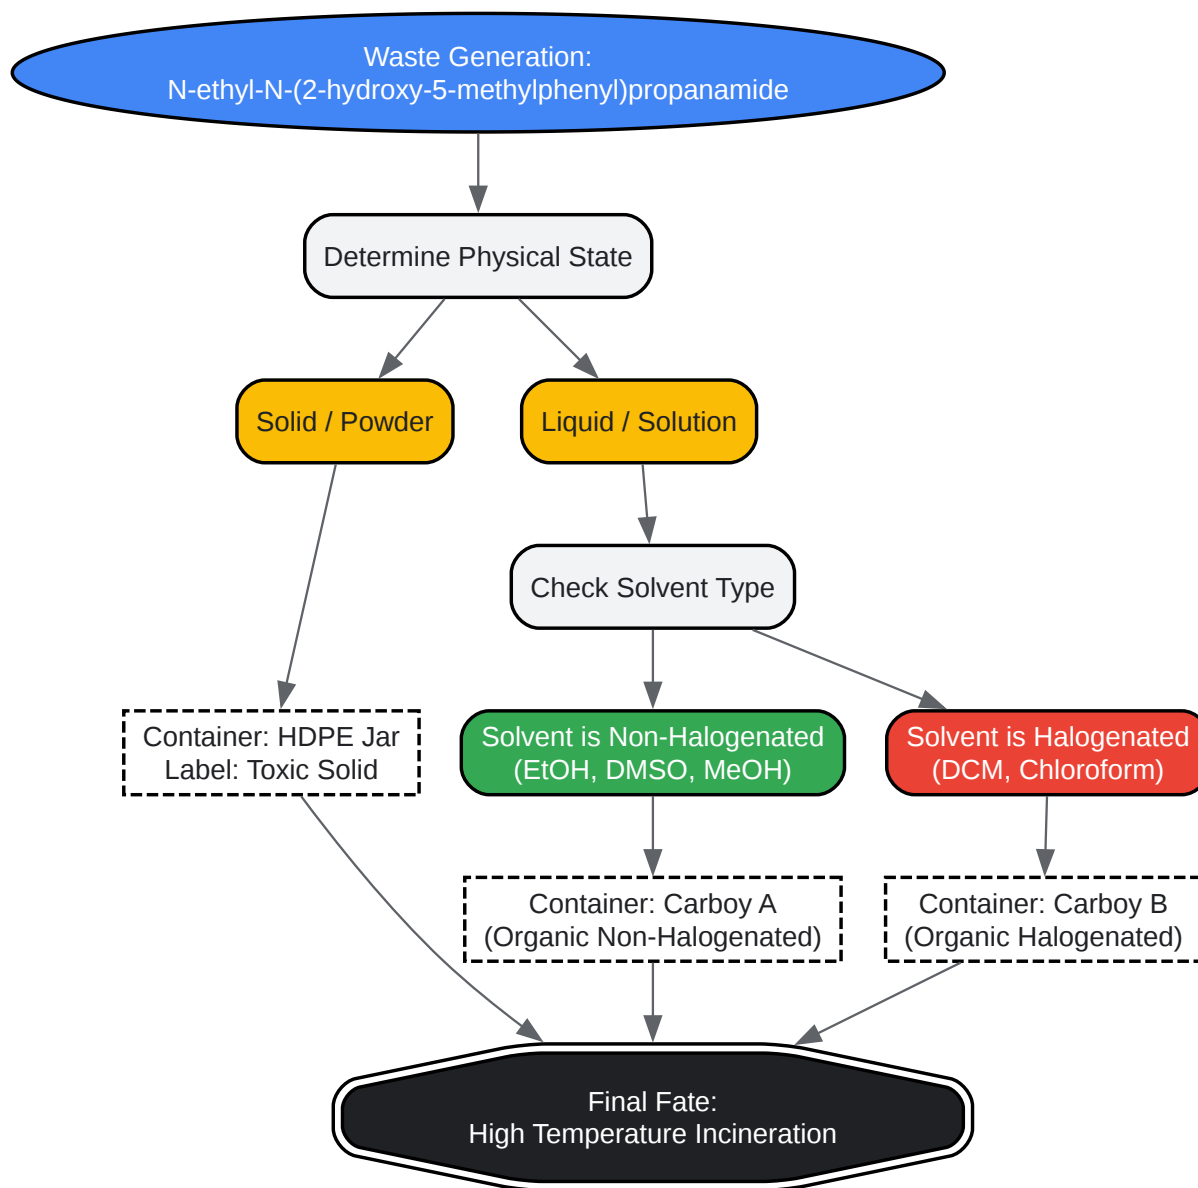 Waste Generation:
N-ethyl-N-(2-hydroxy-5-methylphenyl)propanamide
Determine Physical State
Solid / Powder
Liquid / Solution
Check Solvent Type
Container: HDPE Jar
Label: Toxic Solid
Solvent is Non-Halogenated
(EtOH, DMSO, MeOH)
Solvent is Halogenated
(DCM, Chloroform)
Container: Carboy A
(Organic Non-Halogenated)
Container: Carboy B
(Organic Halogenated)
Final Fate:
High Temperature Incineration